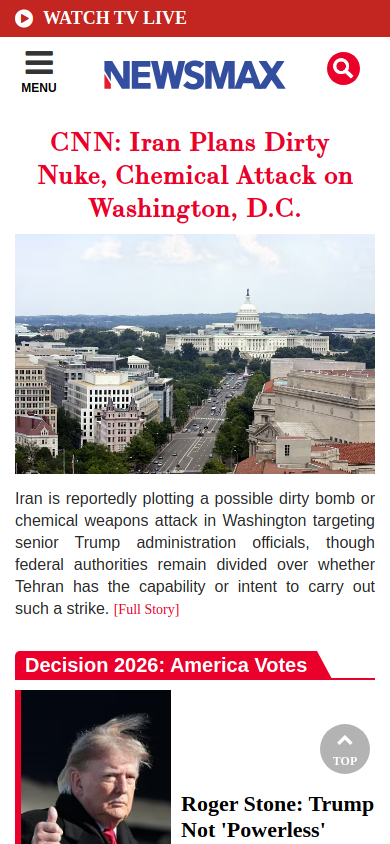 WATCH TV LIVE
MENU
NEWSMAX
CNN: Iran Plans Dirty
Nuke, Chemical Attack on
Washington, D.C.
Iran is reportedly plotting a possible dirty bomb or
chemical weapons attack in Washington targeting
senior Trump administration officials, though
federal authorities remain divided over whether
Tehran has the capability or intent to carry out
such a strike. [Full Story]
Decision 2026: America Votes
TOP
Roger Stone: Trump
Not 'Powerless'